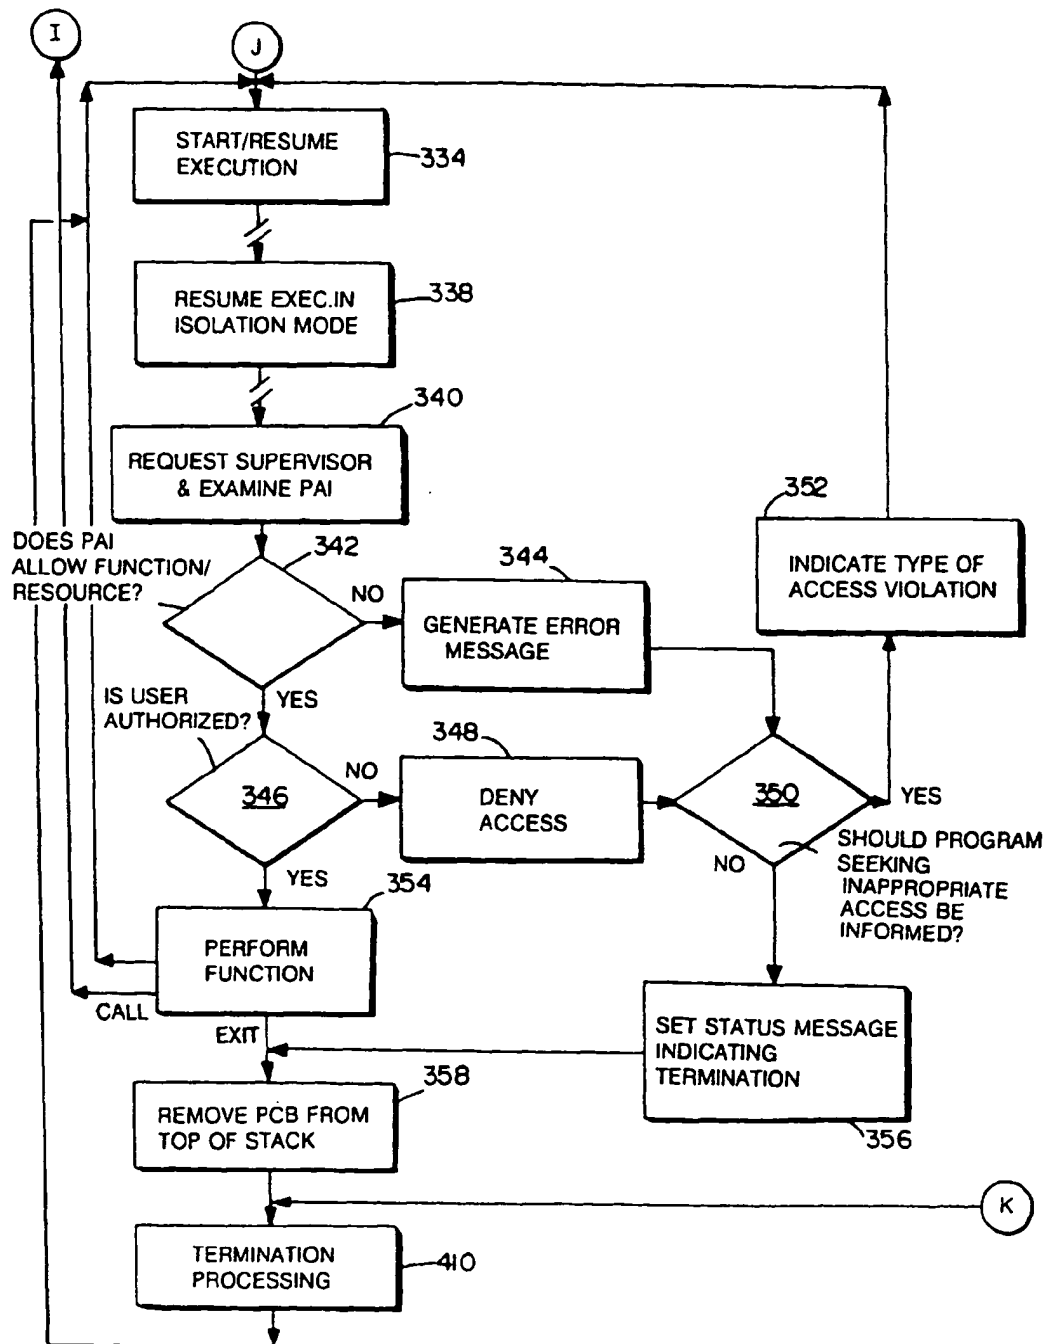 I
J
START/RESUME
EXECUTION
334
RESUME EXEC.IN
ISOLATION MODE
338
340
REQUEST SUPERVISOR
& EXAMINE PAI
DOES PAI
ALLOW FUNCTION/
RESOURCE?
342
NO
344
GENERATE ERROR
MESSAGE
352
INDICATE TYPE OF
ACCESS VIOLATION
YES
IS USER
AUTHORIZED?
346
NO
348
DENY
ACCESS
350
YES
NO
SHOULD PROGRAM
SEEKING
INAPPROPRIATE
ACCESS BE
INFORMED?
YES
354
PERFORM
FUNCTION
CALL
EXIT
SET STATUS MESSAGE
INDICATING
TERMINATION
356
358
REMOVE PCB FROM
TOP OF STACK
K
TERMINATION
PROCESSING
410